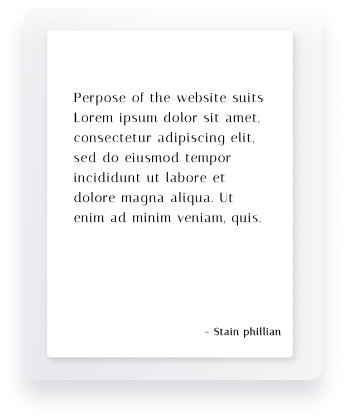 Perpose of the website suits
Lorem ipsum dolor sit amet,
consectetur adipiscing elit,
sed do eiusmod tempor
incididunt ut labore et
dolore magna aliqua. Ut
enim ad minim veniam, quis.
- Stain phillian